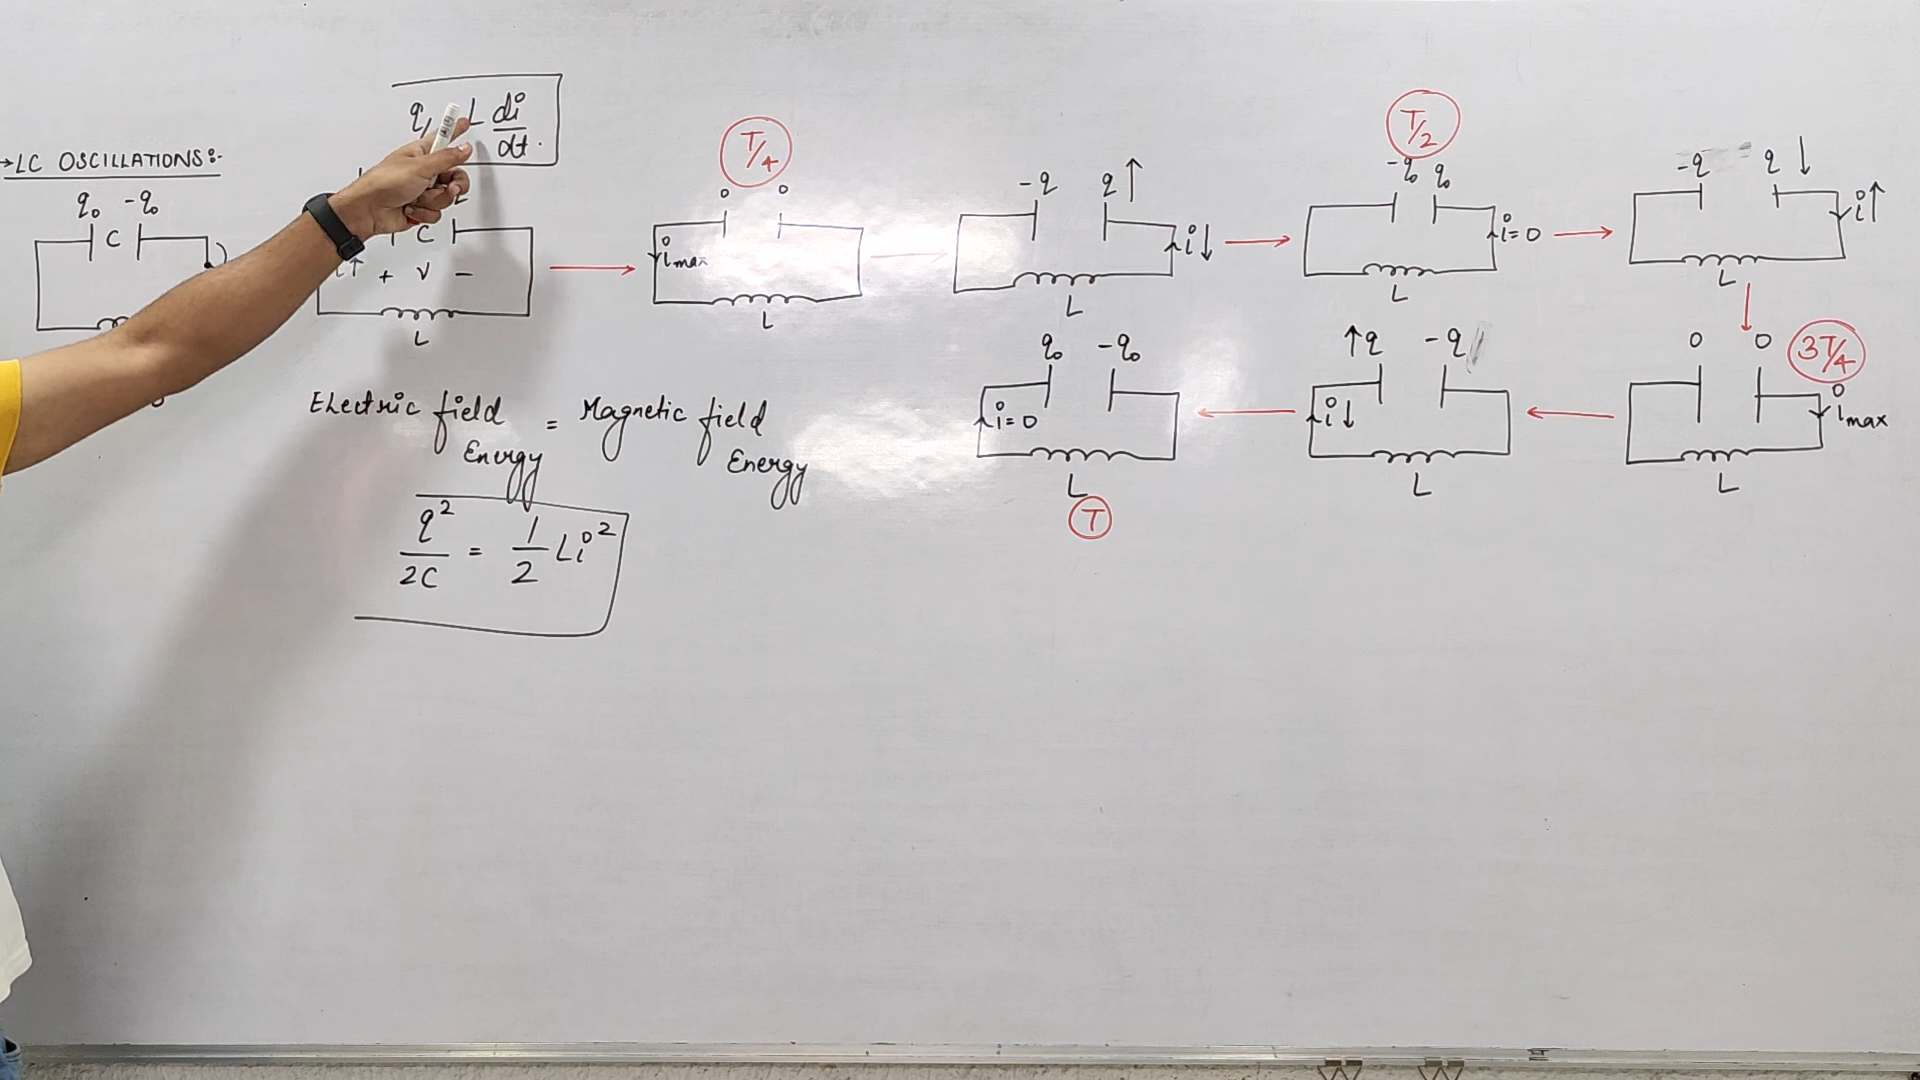 →LC OSCILLATIONS:-
q₀ -q₀
C
q L di
dt.
C
i↑ + V -
L
T/4
0 0
i max
L
-q q ↑
i↓
L
T/2
-q₀ q₀
i=0
L
-q q ↓
i↑
L
0 0 3T/4
i max
L
↑q -q
i↓
L
q₀ -q₀
i=0
L
T
Electric field Energy = Magnetic field Energy
q²/2C = 1/2 Li²